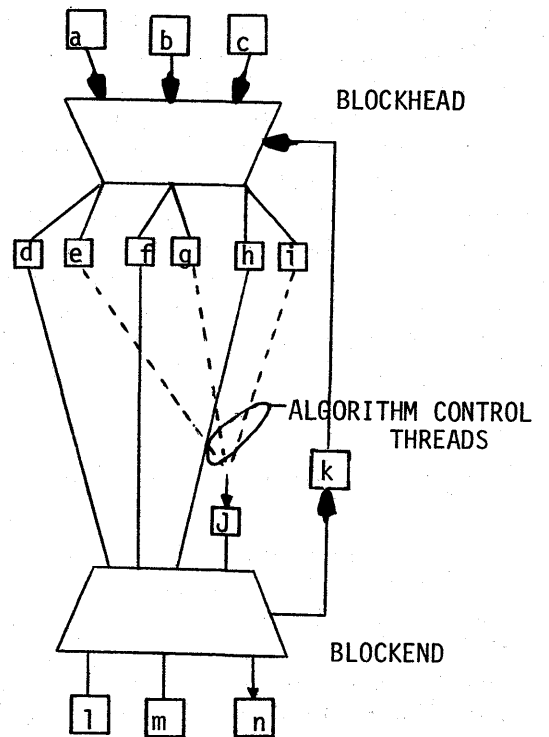 a b c
BLOCKHEAD
d e f g h i
ALGORITHM CONTROL
THREADS
k
J
BLOCKEND
l m n